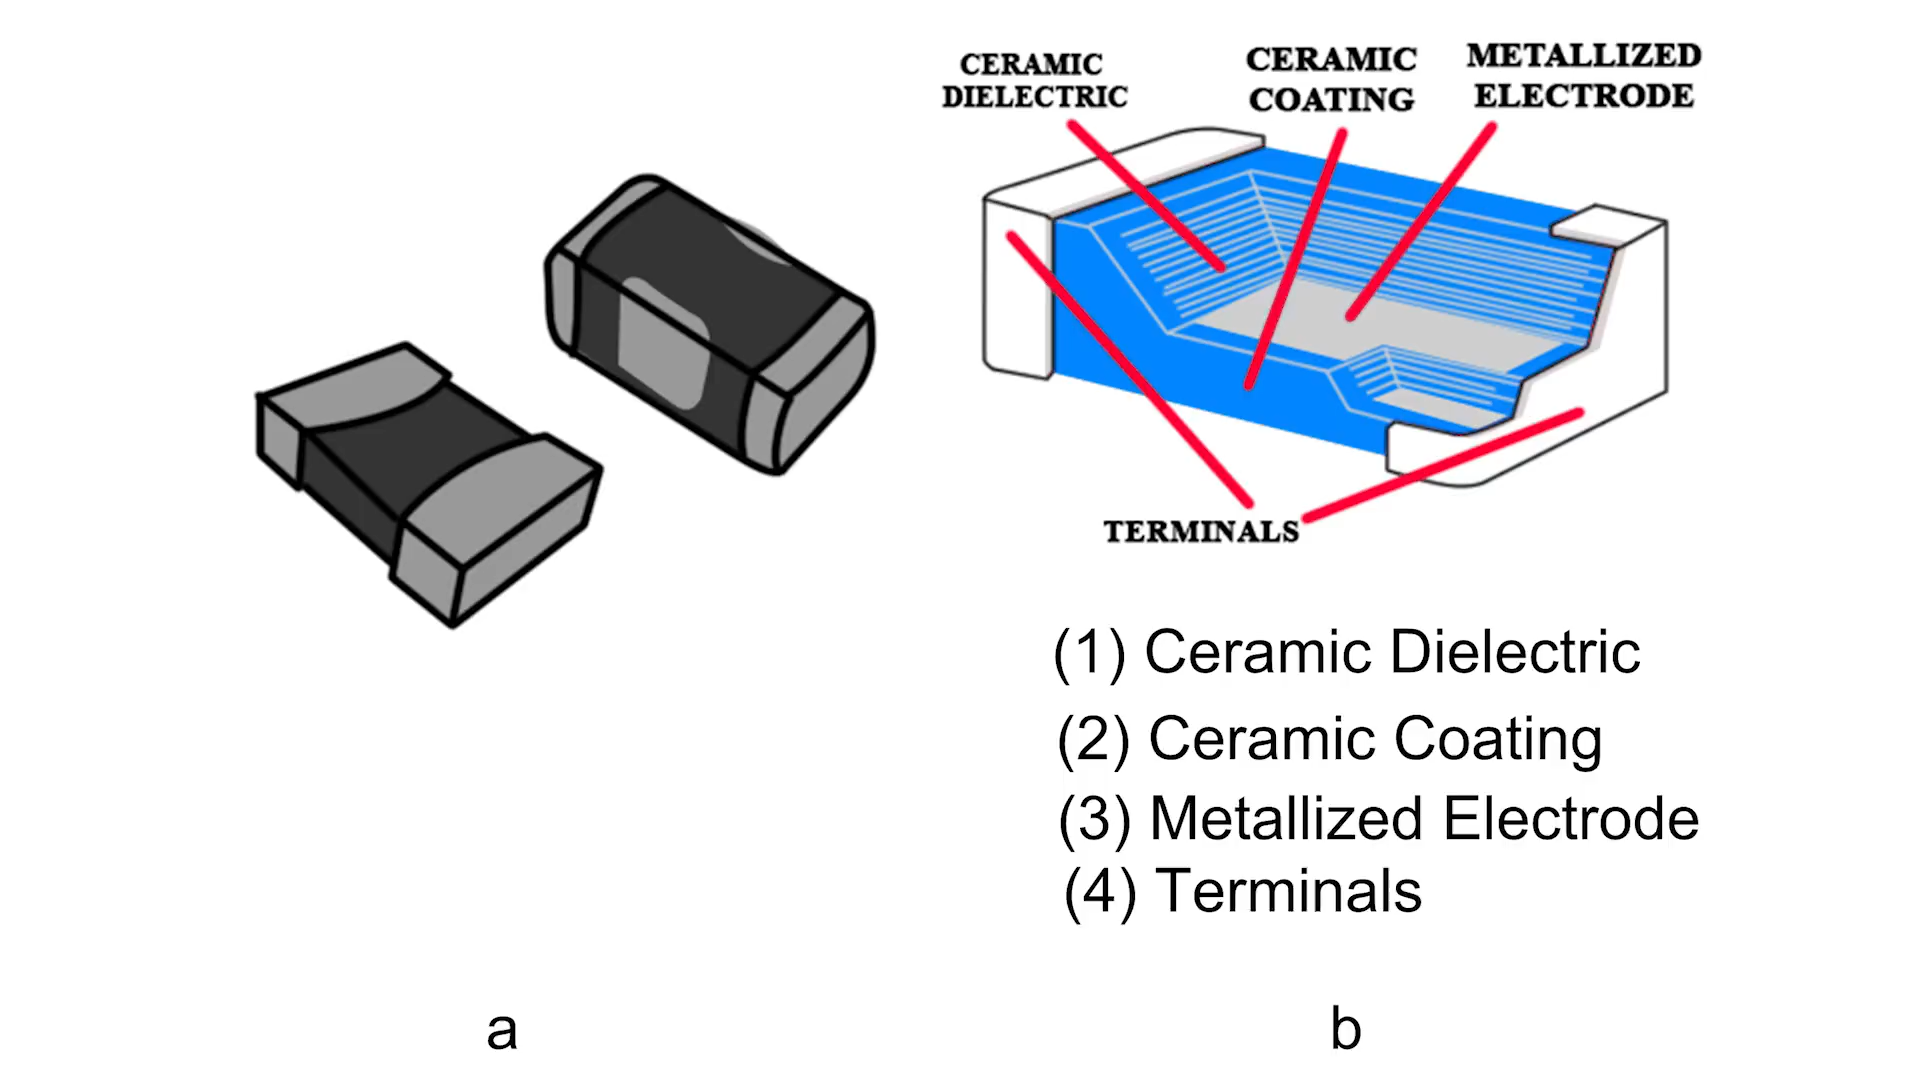 CERAMIC
DIELECTRIC
CERAMIC
COATING
METALLIZED
ELECTRODE
TERMINALS
(1) Ceramic Dielectric
(2) Ceramic Coating
(3) Metallized Electrode
(4) Terminals
a
b